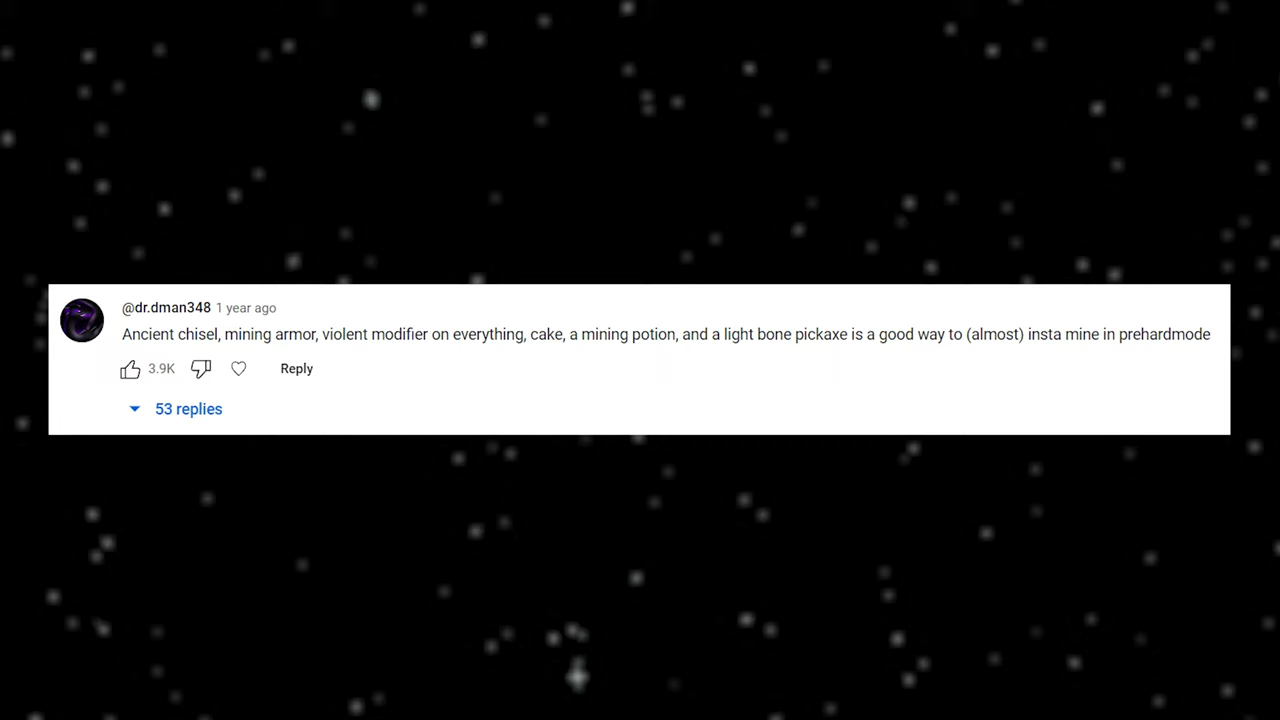 @dr.dman348 1 year ago
Ancient chisel, mining armor, violent modifier on everything, cake, a mining potion, and a light bone pickaxe is a good way to (almost) insta mine in prehardmode
3.9K Reply
53 replies